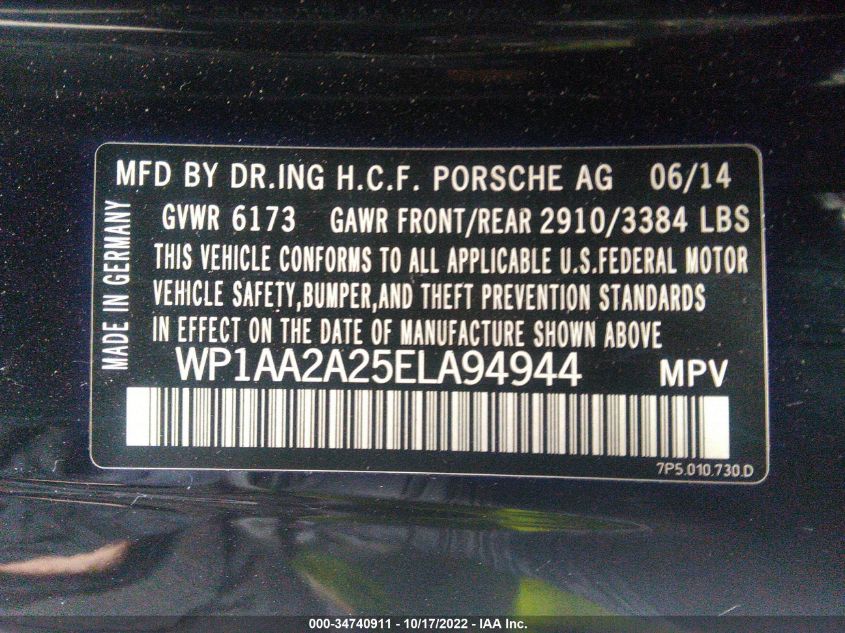 MFD BY DR.ING H.C.F. PORSCHE AG 06/14
GVWR 6173 GAWR FRONT/REAR 2910/3384 LBS
THIS VEHICLE CONFORMS TO ALL APPLICABLE U.S.FEDERAL MOTOR
VEHICLE SAFETY,BUMPER,AND THEFT PREVENTION STANDARDS
IN EFFECT ON THE DATE OF MANUFACTURE SHOWN ABOVE
MADE IN GERMANY
WP1AA2A25ELA94944 MPV
7P5.010.730.D
000-34740911 - 10/17/2022 - IAA Inc.